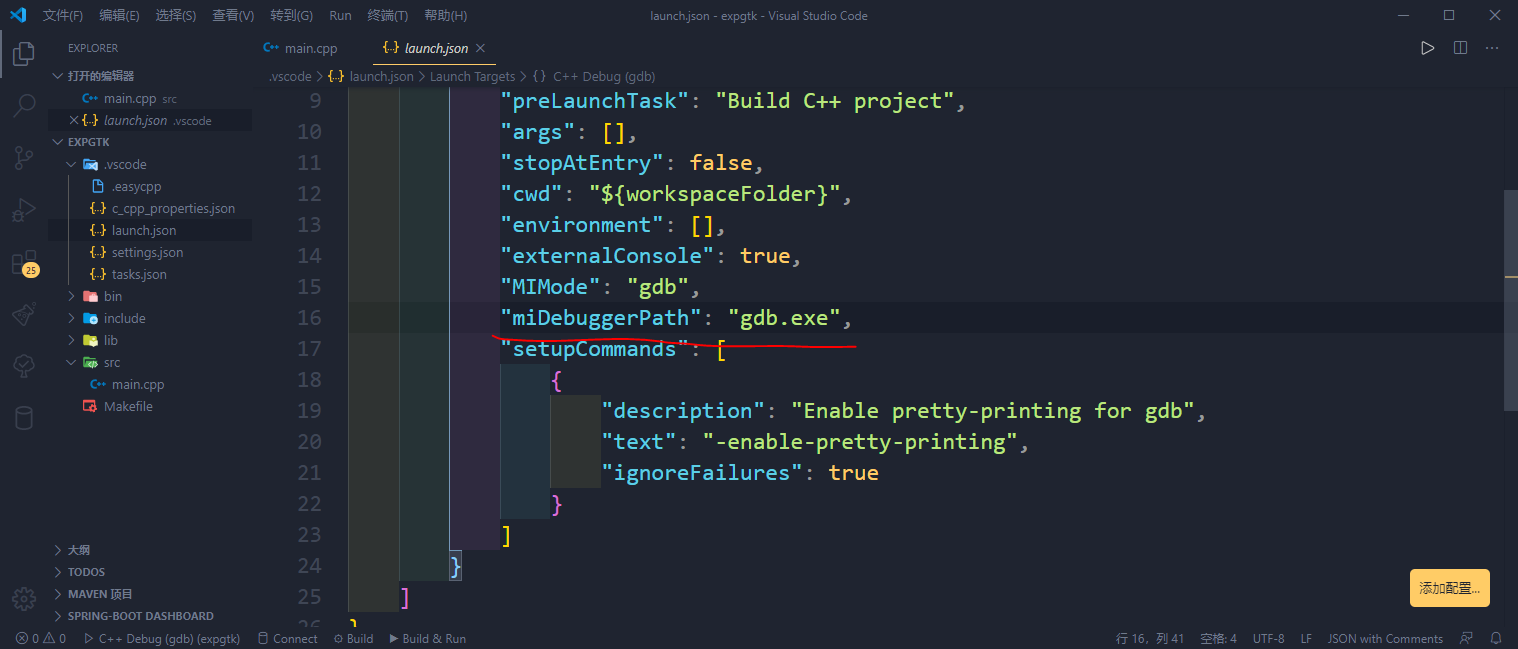 文件(F) 编辑(E) 选择(S) 查看(V) 转到(G) Run 终端(T) 帮助(H) launch.json - expgtk - Visual Studio Code
EXPLORER
打开的编辑器
main.cpp src
launch.json .vscode
EXPGTK
.vscode
.easycpp
c_cpp_properties.json
launch.json
settings.json
tasks.json
bin
include
lib
src
main.cpp
Makefile
大纲
TODOS
MAVEN 项目
SPRING-BOOT DASHBOARD
25
main.cpp launch.json
.vscode > launch.json > Launch Targets > {} C++ Debug (gdb)
9 "preLaunchTask": "Build C++ project",
10 "args": [],
11 "stopAtEntry": false,
12 "cwd": "${workspaceFolder}",
13 "environment": [],
14 "externalConsole": true,
15 "MIMode": "gdb",
16 "miDebuggerPath": "gdb.exe",
17 "setupCommands": [
18 {
19 "description": "Enable pretty-printing for gdb",
20 "text": "-enable-pretty-printing",
21 "ignoreFailures": true
22 }
23 ]
24 }
25 ]
26 }
添加配置...
0 0 C++ Debug (gdb) (expgtk) Connect Build Build & Run 行 16，列 41 空格: 4 UTF-8 LF JSON with Comments